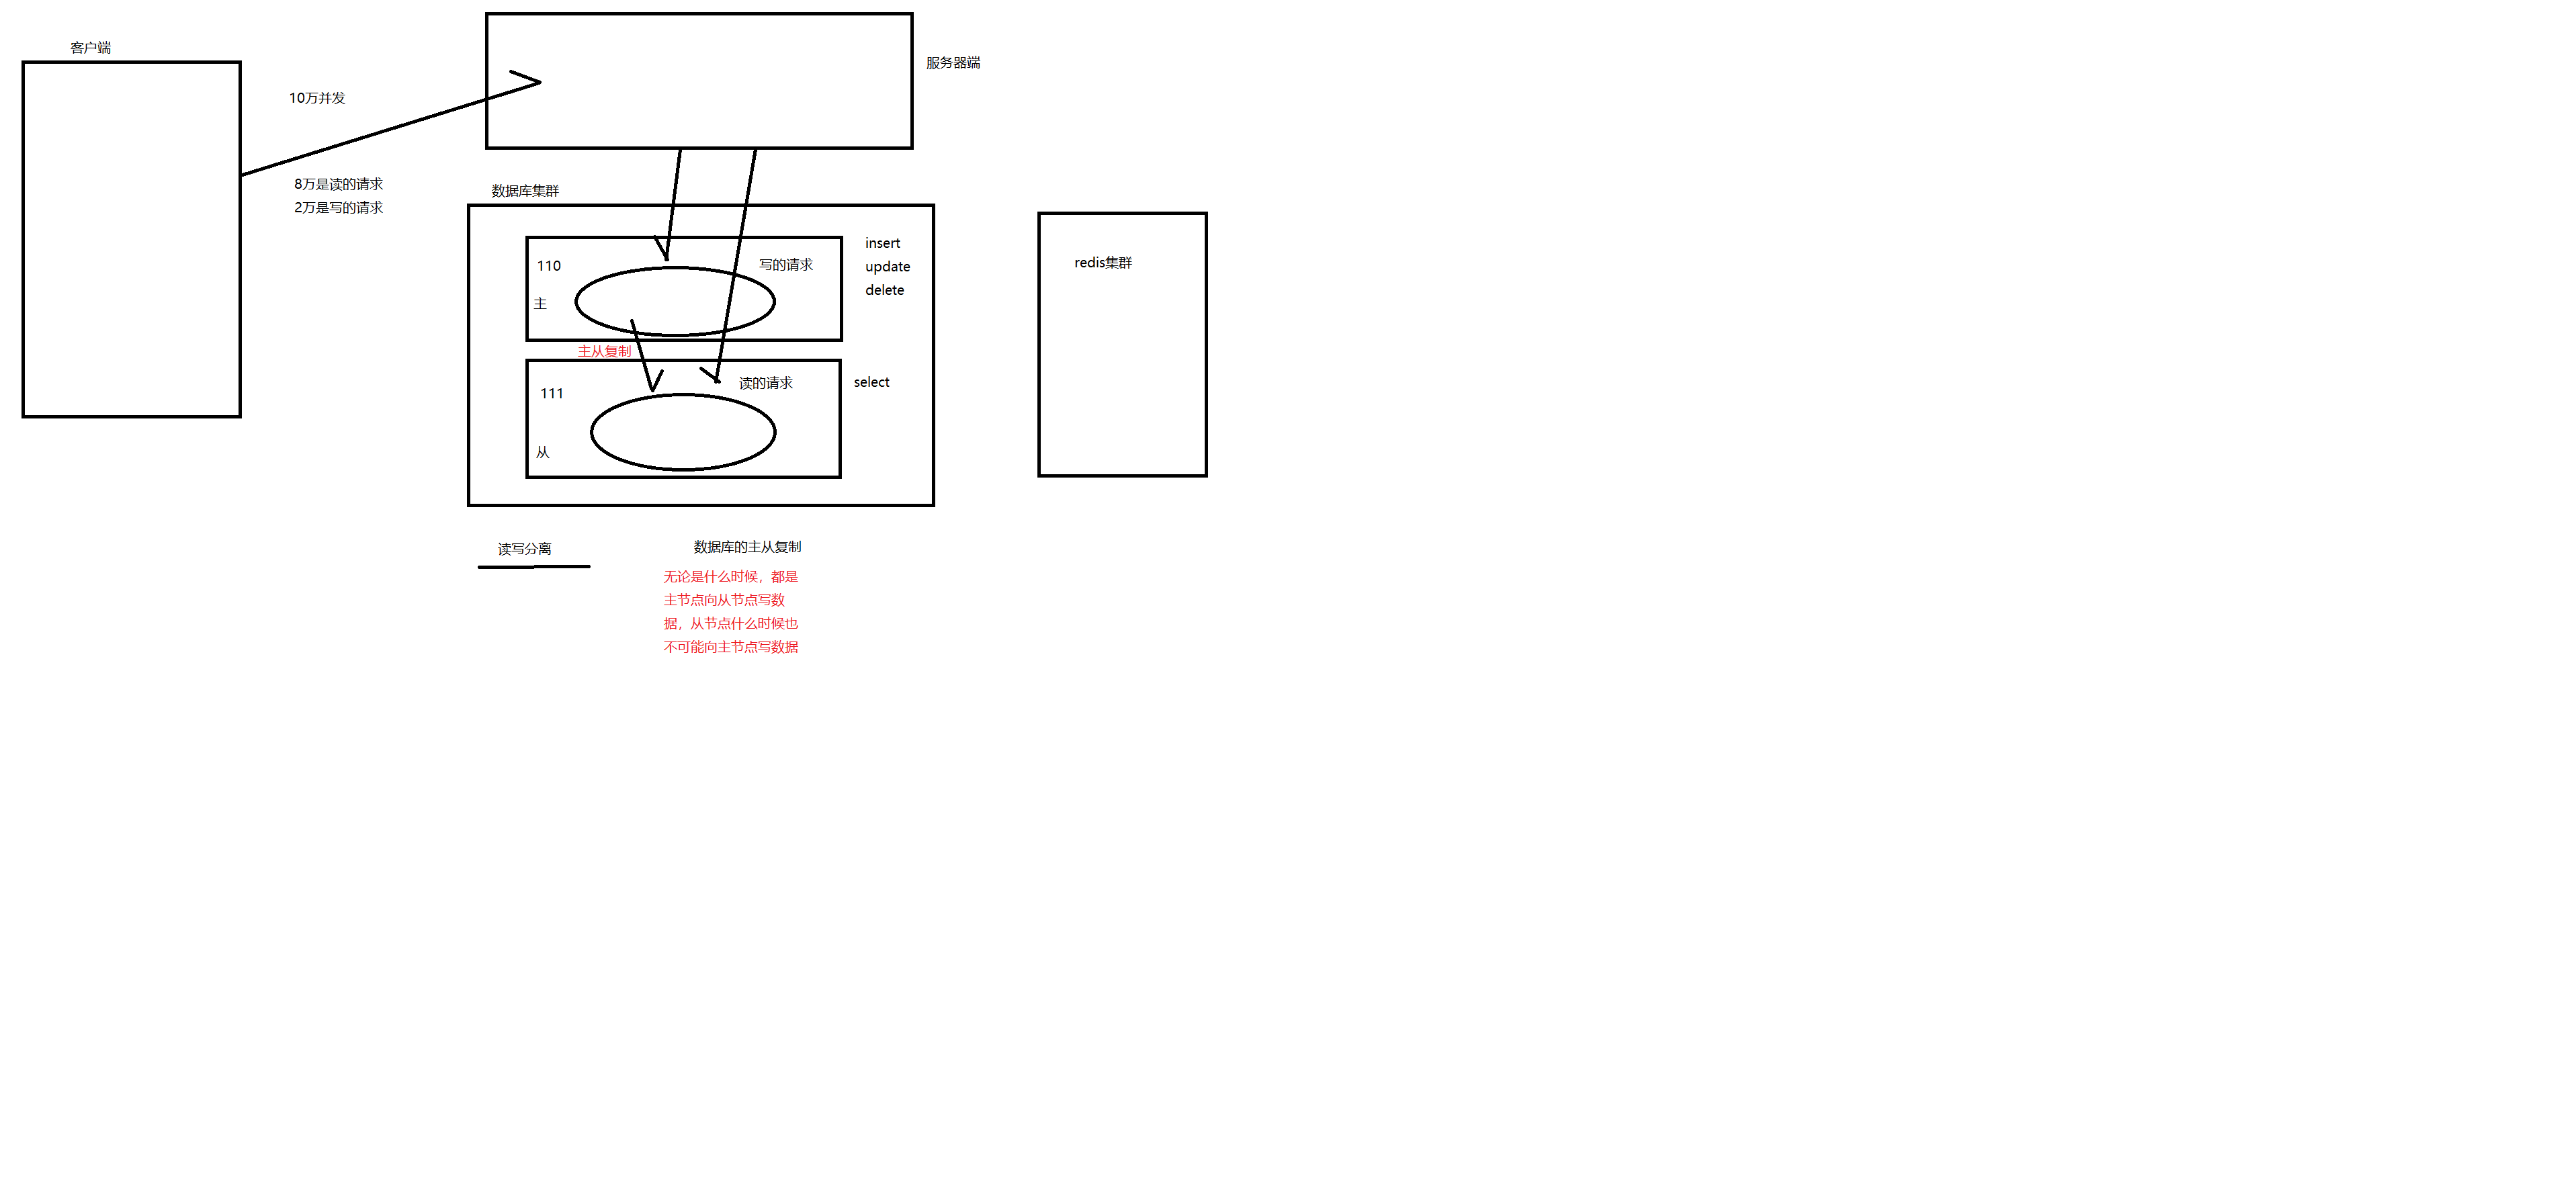 客户端
服务器端
10万并发
8万是读的请求
2万是写的请求
数据库集群
110
主
写的请求
insert
update
delete
redis集群
主从复制
111
从
读的请求
select
读写分离
数据库的主从复制
无论是什么时候，都是
主节点向从节点写数
据，从节点什么时候也
不可能向主节点写数据